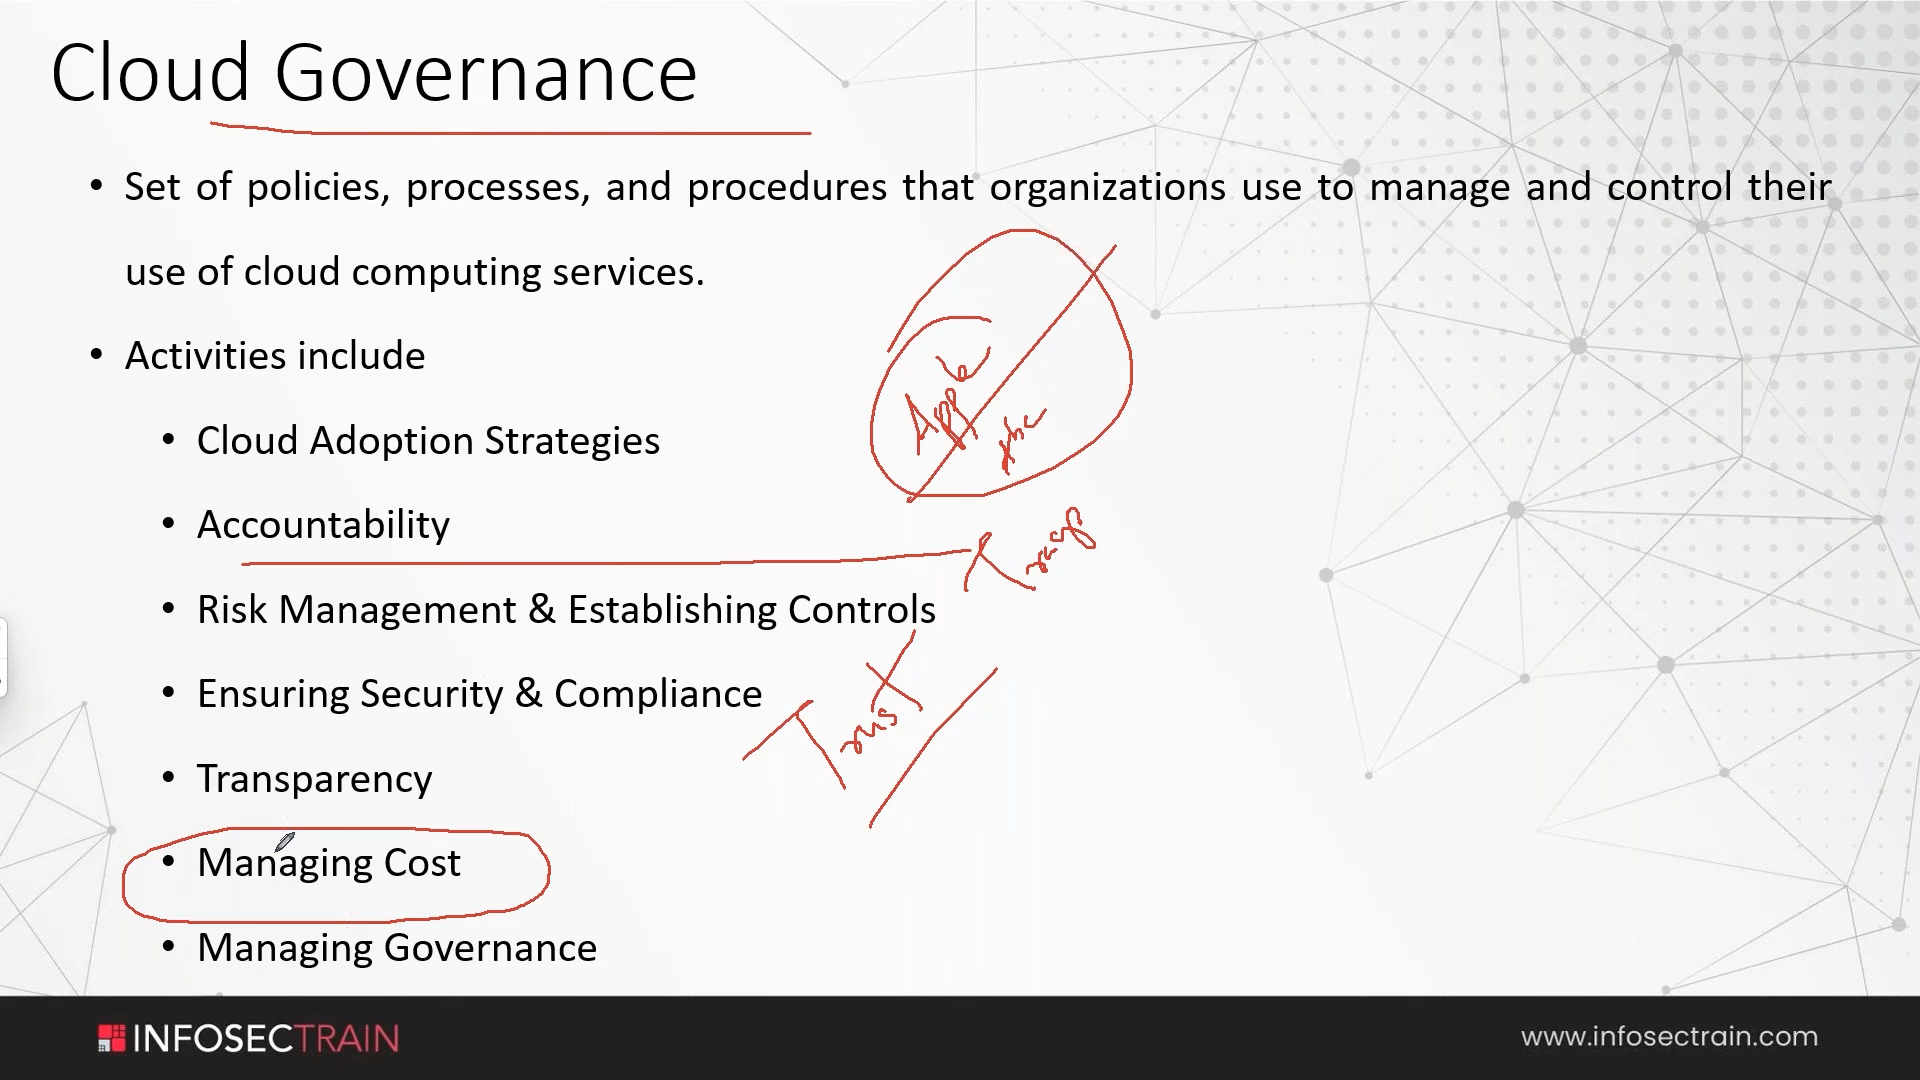 Cloud Governance
• Set of policies, processes, and procedures that organizations use to manage and control their
use of cloud computing services.
• Activities include
• Cloud Adoption Strategies
• Accountability
• Risk Management & Establishing Controls
• Ensuring Security & Compliance
• Transparency
• Managing Cost
• Managing Governance
App
Trust
INFOSECTRAIN
www.infosectrain.com